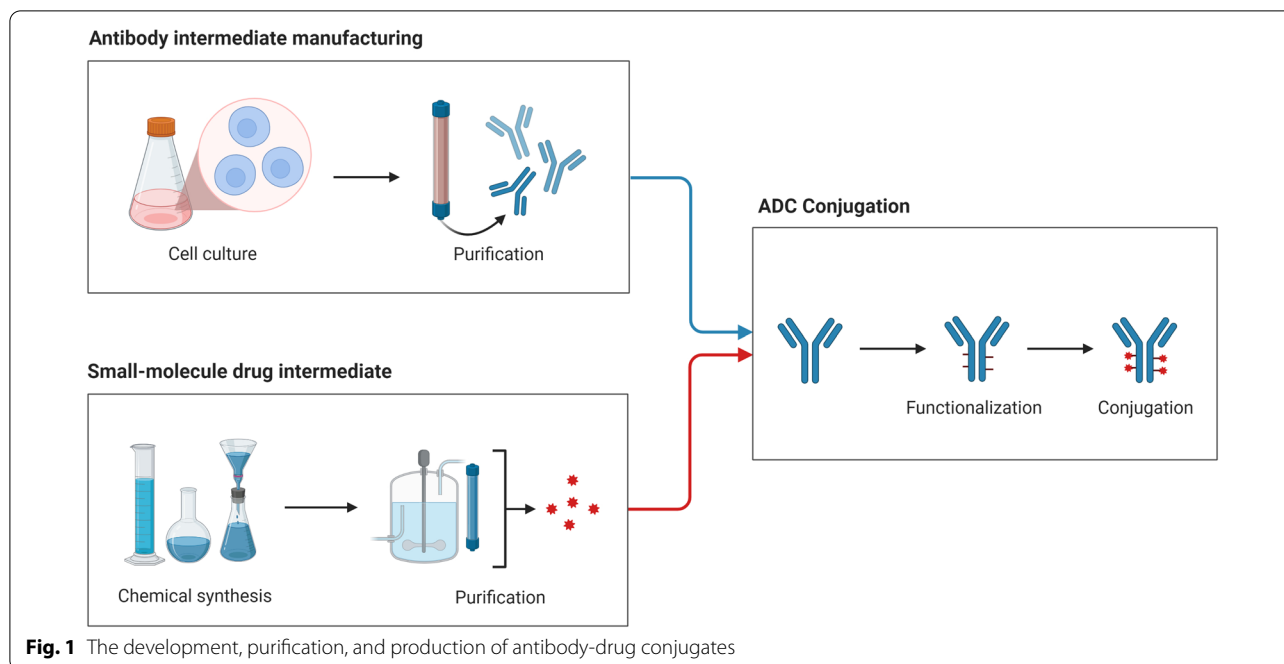 Antibody intermediate manufacturing
Cell culture
Purification
Small-molecule drug intermediate
Chemical synthesis
Purification
ADC Conjugation
Functionalization
Conjugation
Fig. 1 The development, purification, and production of antibody-drug conjugates